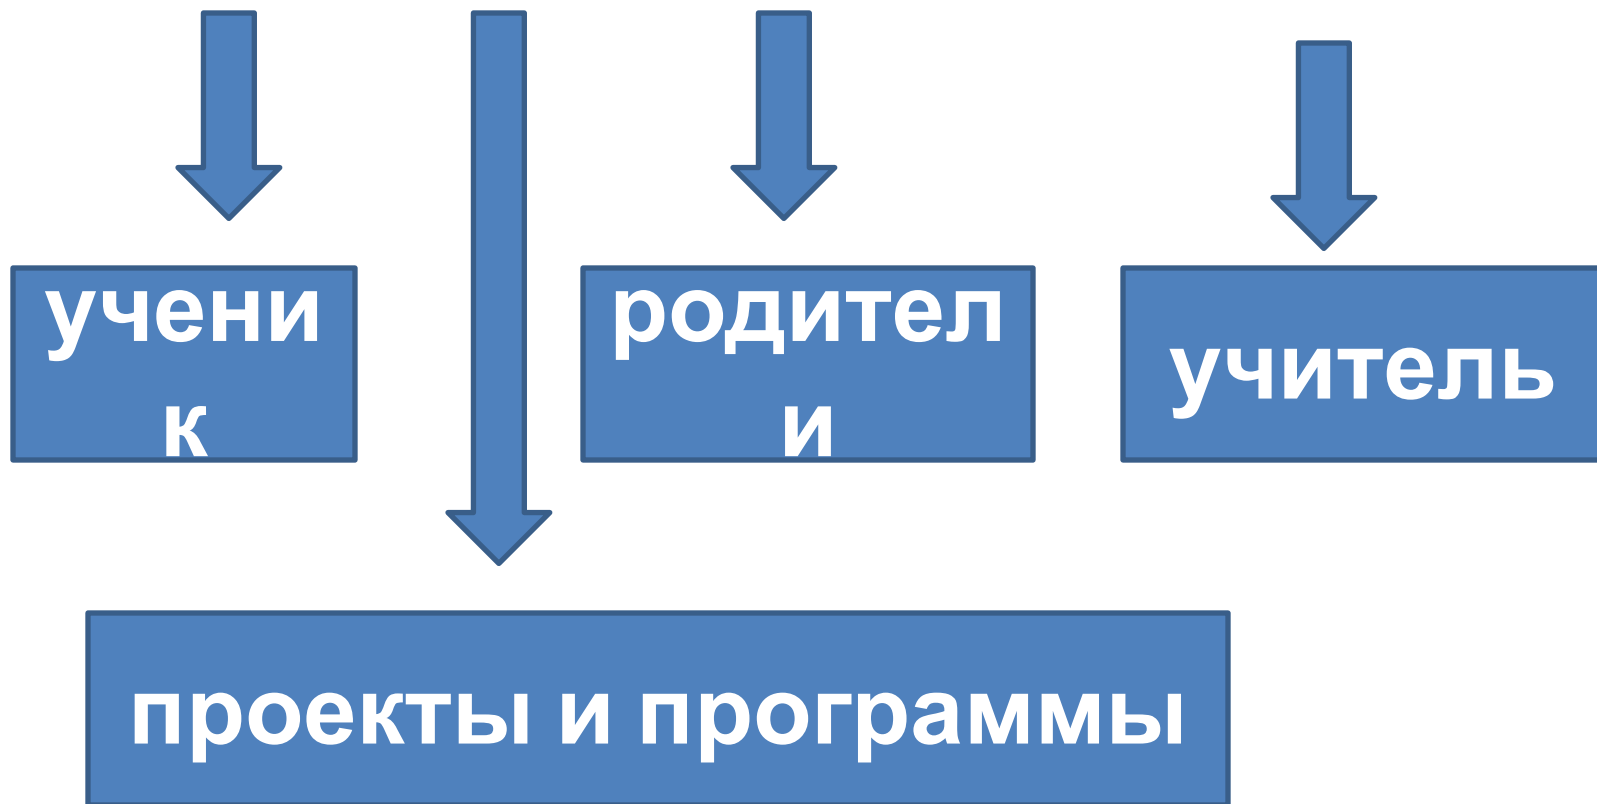 учени
к
родител
и
учитель
проекты и программы